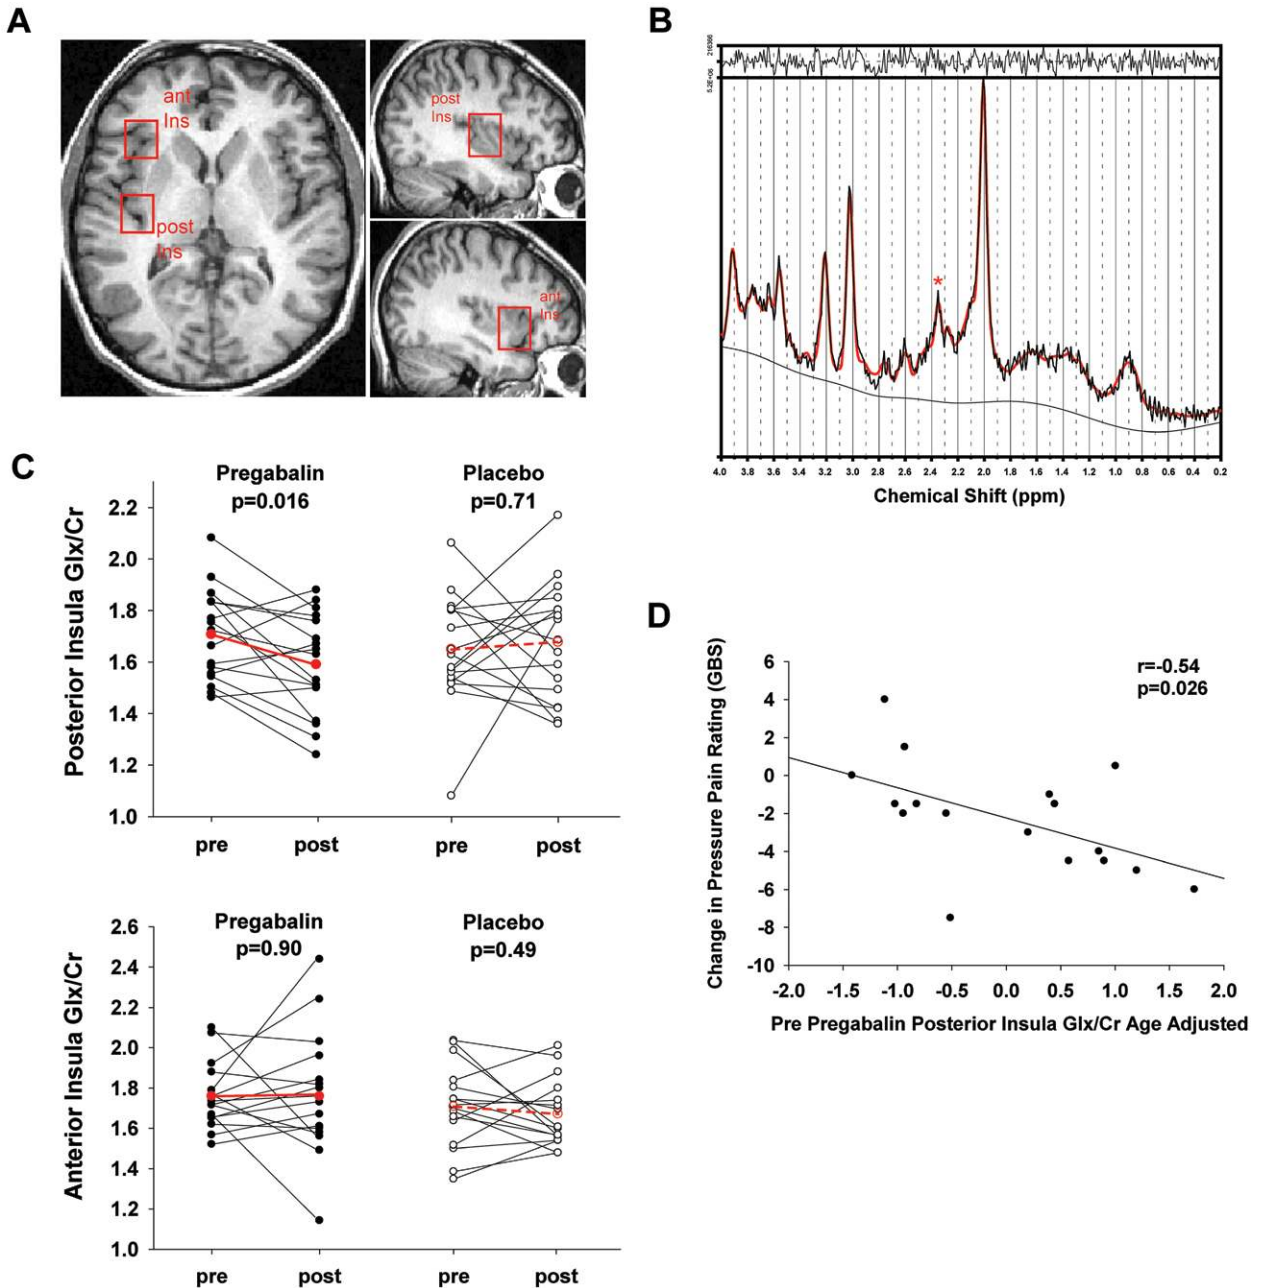 A
ant
Ins
post
Ins
post
Ins
ant
Ins
B
216386
5.2E+06
*
4.0 3.8 3.6 3.4 3.2 3.0 2.8 2.6 2.4 2.2 2.0 1.8 1.6 1.4 1.2 1.0 0.8 0.6 0.4 0.2
Chemical Shift (ppm)
C
Pregabalin
p=0.016
Placebo
p=0.71
Posterior Insula Glx/Cr
2.2
2.0
1.8
1.6
1.4
1.2
1.0
pre post pre post
Pregabalin
p=0.90
Placebo
p=0.49
Anterior Insula Glx/Cr
2.6
2.4
2.2
2.0
1.8
1.6
1.4
1.2
1.0
pre post pre post
D
r=-0.54
p=0.026
Change in Pressure Pain Rating (GBS)
6
4
2
0
-2
-4
-6
-8
-10
-2.0 -1.5 -1.0 -0.5 0.0 0.5 1.0 1.5 2.0
Pre Pregabalin Posterior Insula Glx/Cr Age Adjusted